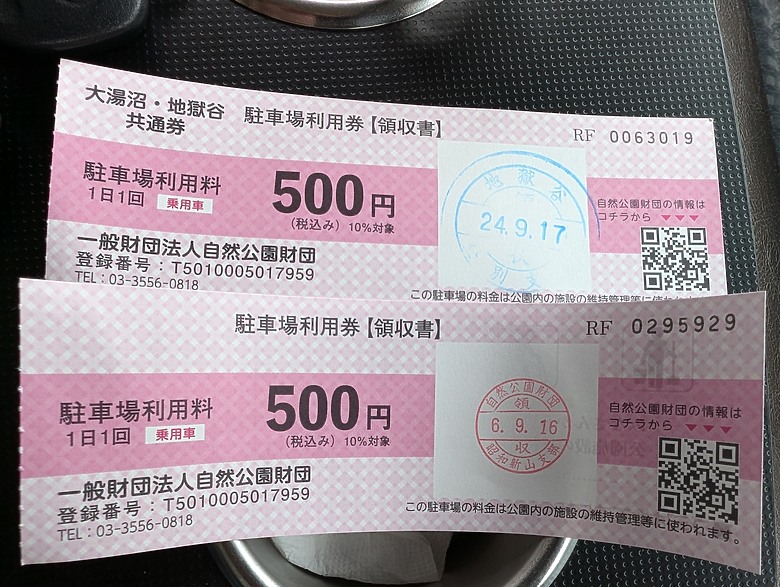 大湯沼・地獄谷
共通券
駐車場利用券【領収書】
RF 0063019
駐車場利用料
1日1回 乗用車
500円
(税込み) 10%対象
地獄谷
24.9.17
自然公園財団の情報は
コチラから ▼▼▼
一般財団法人自然公園財団
登録番号:T5010005017959
TEL:03-3556-0818
この駐車場の料金は公園内の施設の維持管理等に使われます
駐車場利用券【領収書】
RF 0295929
駐車場利用料
1日1回 乗用車
500円
(税込み) 10%対象
自然公園財団
領
6.9.16
収
昭和新山支部
自然公園財団の情報は
コチラから ▼▼▼
一般財団法人自然公園財団
登録番号:T5010005017959
TEL:03-3556-0818
この駐車場の料金は公園内の施設の維持管理等に使われます。